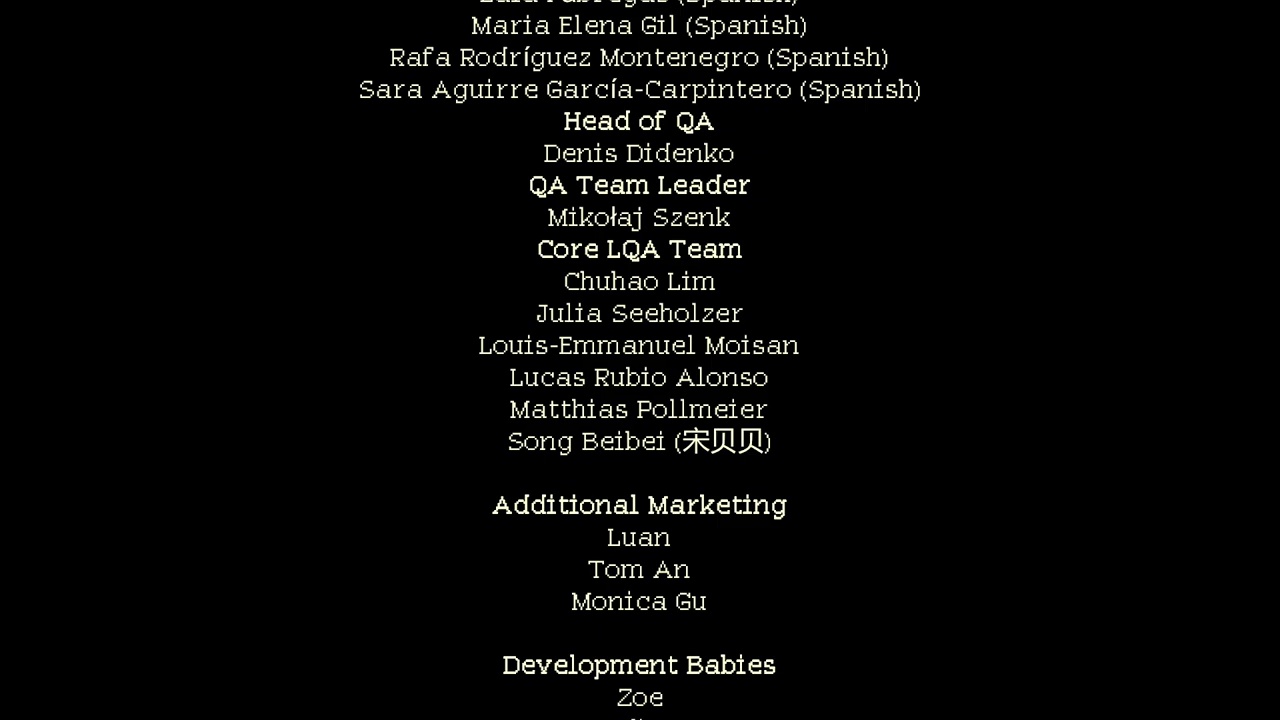 Maria Elena Gil (Spanish)
Rafa Rodríguez Montenegro (Spanish)
Sara Aguirre García-Carpintero (Spanish)
Head of QA
Denis Didenko
QA Team Leader
Mikołaj Szenk
Core LQA Team
Chuhao Lim
Julia Seeholzer
Louis-Emmanuel Moisan
Lucas Rubio Alonso
Matthias Pollmeier
Song Beibei (宋贝贝)
Additional Marketing
Luan
Tom An
Monica Gu
Development Babies
Zoe